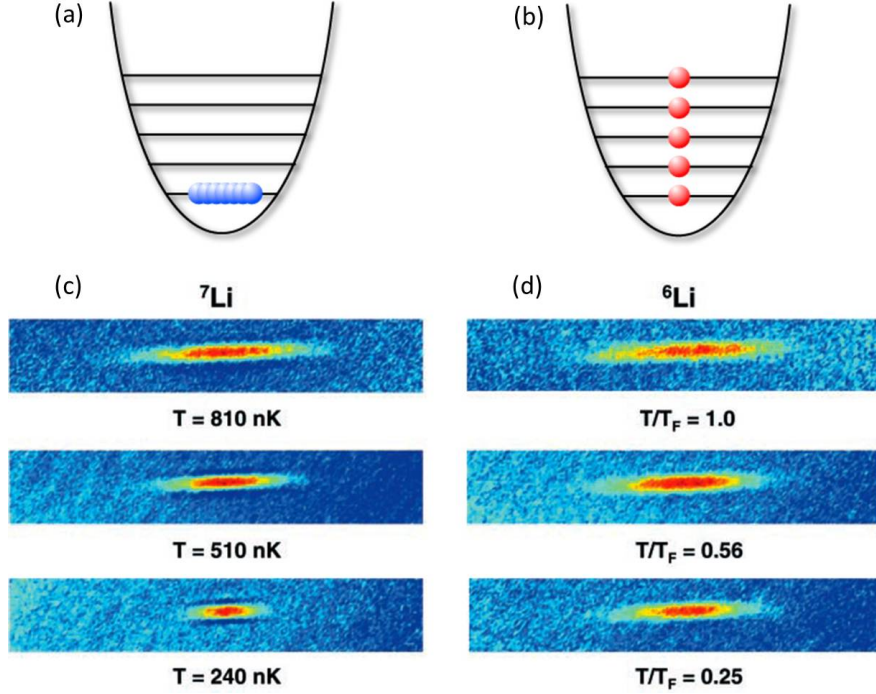 (a)
(b)
(c)
⁷Li
(d)
⁶Li
T = 810 nK
T/T_F = 1.0
T = 510 nK
T/T_F = 0.56
T = 240 nK
T/T_F = 0.25